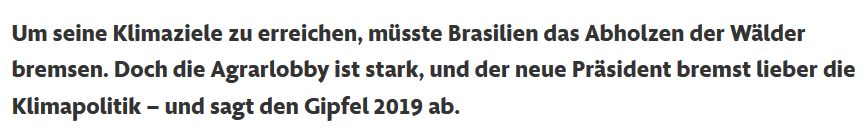 Um seine Klimaziele zu erreichen, müsste Brasilien das Abholzen der Wälder
bremsen. Doch die Agrarlobby ist stark, und der neue Präsident bremst lieber die
Klimapolitik – und sagt den Gipfel 2019 ab.